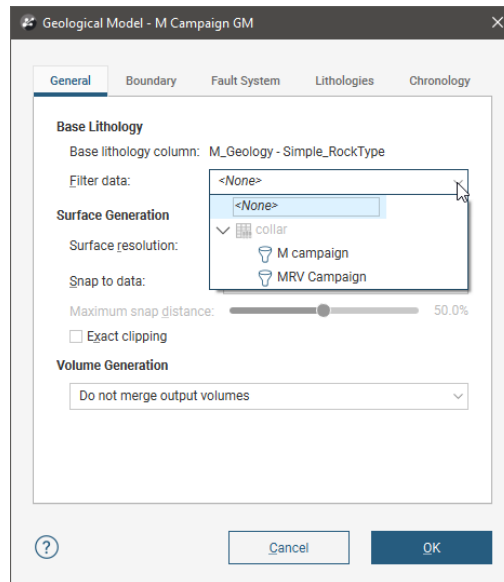 Geological Model - M Campaign GM
General Boundary Fault System Lithologies Chronology
Base Lithology
Base lithology column: M_Geology - Simple_RockType
Filter data: <None>
<None>
Surface Generation
collar
Surface resolution:
M campaign
Snap to data:
MRV Campaign
Maximum snap distance: 50.0%
Exact clipping
Volume Generation
Do not merge output volumes
? Cancel OK